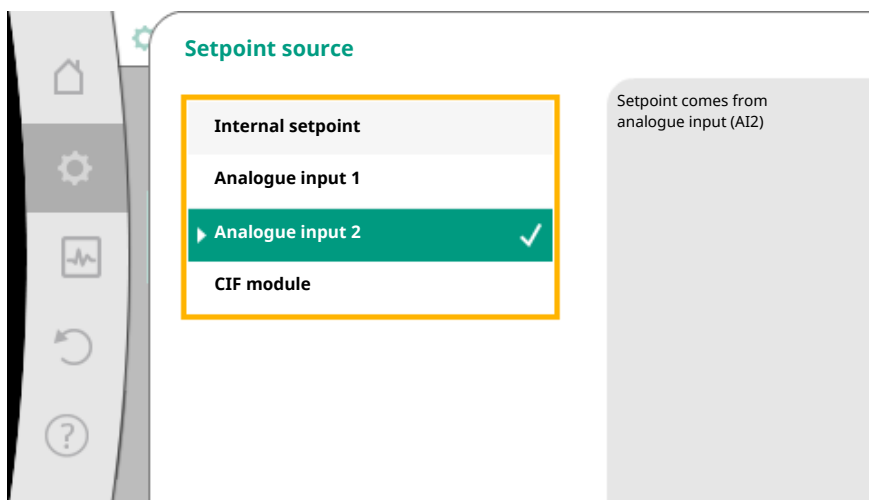 Setpoint source
Internal setpoint
Analogue input 1
Analogue input 2
CIF module
Setpoint comes from
analogue input (AI2)
?